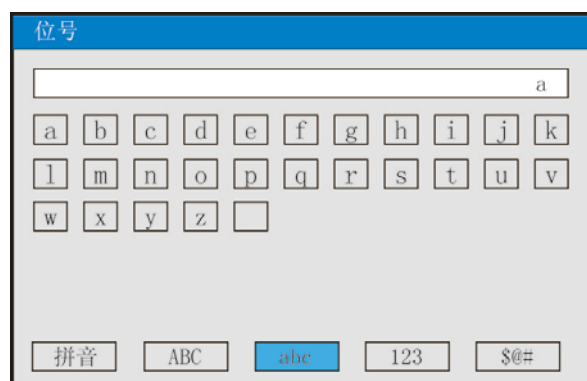 位号
a
a b c d e f g h i j k
l m n o p q r s t u v
w x y z
拼音 ABC abc 123 $@#